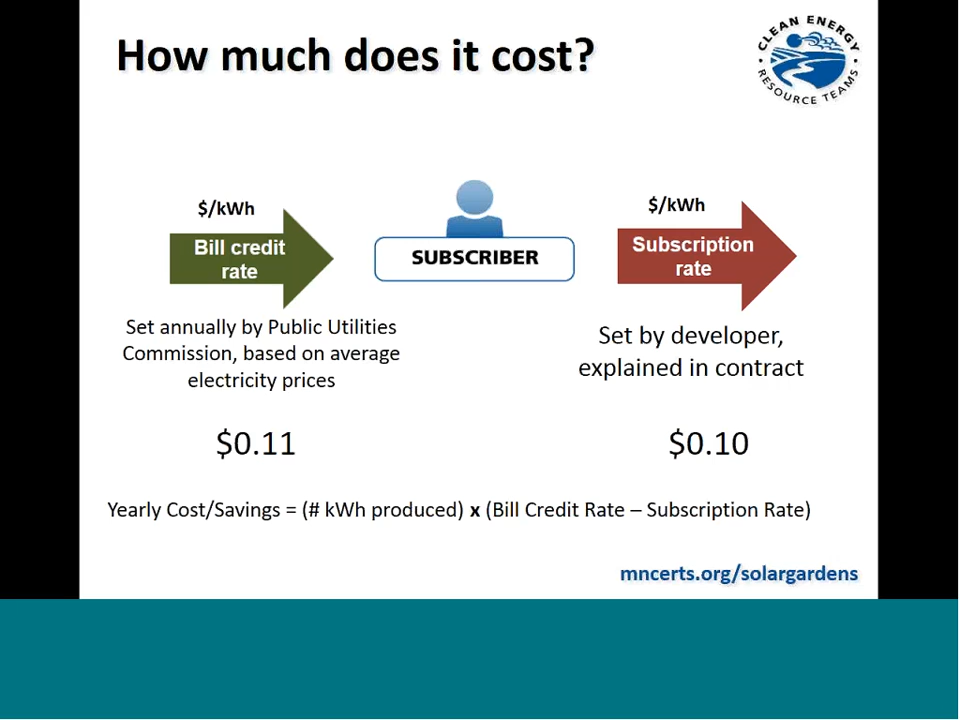 How much does it cost?
CLEAN ENERGY
RESOURCE TEAMS
$/kWh
Bill credit
rate
SUBSCRIBER
$/kWh
Subscription
rate
Set annually by Public Utilities
Commission, based on average
electricity prices
Set by developer,
explained in contract
$0.11
$0.10
Yearly Cost/Savings = (# kWh produced) x (Bill Credit Rate – Subscription Rate)
mncerts.org/solargardens